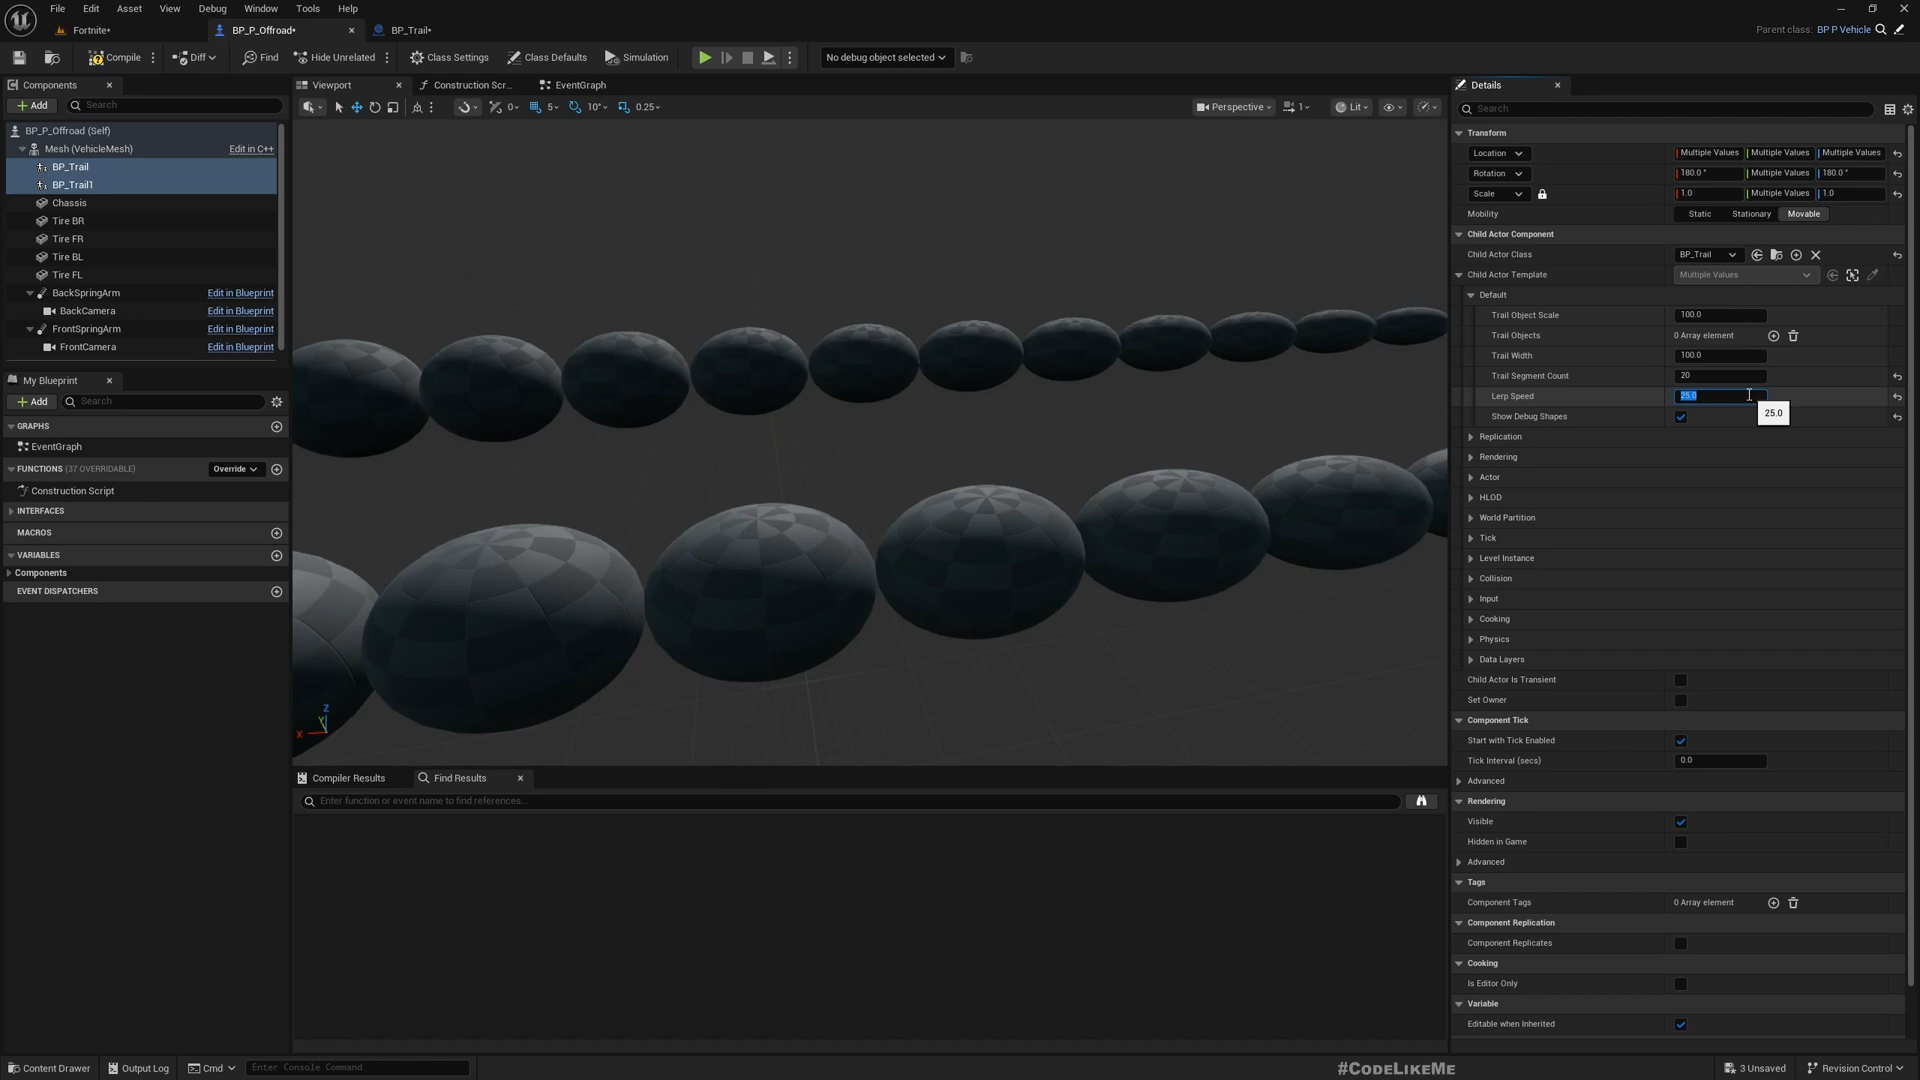 File Edit Asset View Debug Window Tools Help
Fortnite* BP_P_Offroad* BP_Trail* Parent class: BP P Vehicle
Compile Diff Find Hide Unrelated Class Settings Class Defaults Simulation No debug object selected
Components
Add Search
BP_P_Offroad (Self)
Mesh (VehicleMesh) Edit in C++
BP_Trail
BP_Trail1
Chassis
Tire BR
Tire FR
Tire BL
Tire FL
BackSpringArm Edit in Blueprint
BackCamera Edit in Blueprint
FrontSpringArm Edit in Blueprint
FrontCamera Edit in Blueprint
My Blueprint
Add Search
GRAPHS
EventGraph
FUNCTIONS (37 OVERRIDABLE) Override
Construction Script
INTERFACES
MACROS
VARIABLES
Components
EVENT DISPATCHERS
Viewport Construction Scr... EventGraph
0 5 10° 0.25 Perspective 1 Lit
Z
Y
X
Compiler Results Find Results
Enter function or event name to find references...
Details
Search
Transform
Location Multiple Values Multiple Values Multiple Values
Rotation 180.0 ° Multiple Values 180.0 °
Scale 1.0 Multiple Values 1.0
Mobility Static Stationary Movable
Child Actor Component
Child Actor Class BP_Trail
Child Actor Template Multiple Values
Default
Trail Object Scale 100.0
Trail Objects 0 Array element
Trail Width 100.0
Trail Segment Count 20
Lerp Speed 25.0
25.0
Show Debug Shapes
Replication
Rendering
Actor
HLOD
World Partition
Tick
Level Instance
Collision
Input
Cooking
Physics
Data Layers
Child Actor Is Transient
Set Owner
Component Tick
Start with Tick Enabled
Tick Interval (secs) 0.0
Advanced
Rendering
Visible
Hidden in Game
Advanced
Tags
Component Tags 0 Array element
Component Replication
Component Replicates
Cooking
Is Editor Only
Variable
Editable when Inherited
Content Drawer Output Log Cmd Enter Console Command #CodeLikeMe 3 Unsaved Revision Control